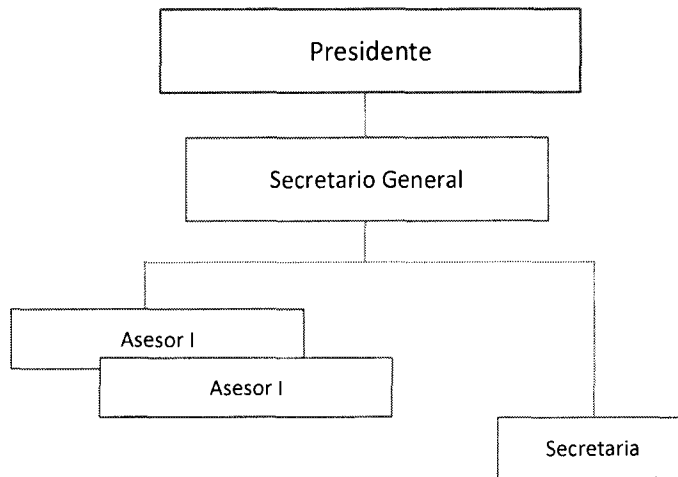 Presidente
Secretario General
Asesor I
Asesor I
Secretaria